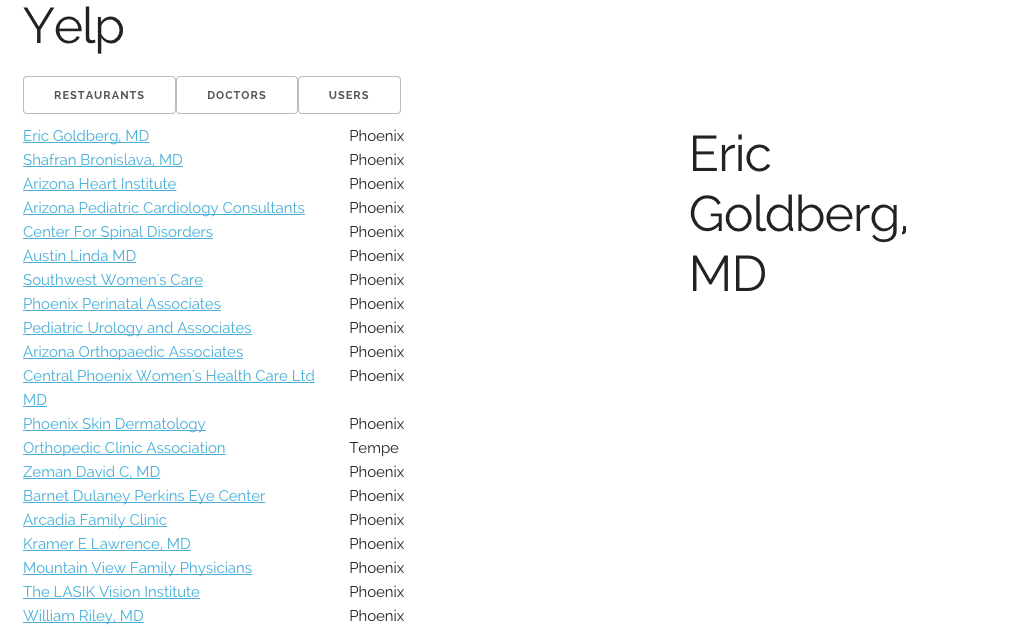 Yelp
RESTAURANTS DOCTORS USERS
Eric Goldberg, MD Phoenix
Shafran Bronislava, MD Phoenix
Arizona Heart Institute Phoenix
Arizona Pediatric Cardiology Consultants Phoenix
Center For Spinal Disorders Phoenix
Austin Linda MD Phoenix
Southwest Women's Care Phoenix
Phoenix Perinatal Associates Phoenix
Pediatric Urology and Associates Phoenix
Arizona Orthopaedic Associates Phoenix
Central Phoenix Women's Health Care Ltd Phoenix
MD
Phoenix Skin Dermatology Phoenix
Orthopedic Clinic Association Tempe
Zeman David C, MD Phoenix
Barnet Dulaney Perkins Eye Center Phoenix
Arcadia Family Clinic Phoenix
Kramer E Lawrence, MD Phoenix
Mountain View Family Physicians Phoenix
The LASIK Vision Institute Phoenix
William Riley, MD Phoenix
Eric
Goldberg,
MD